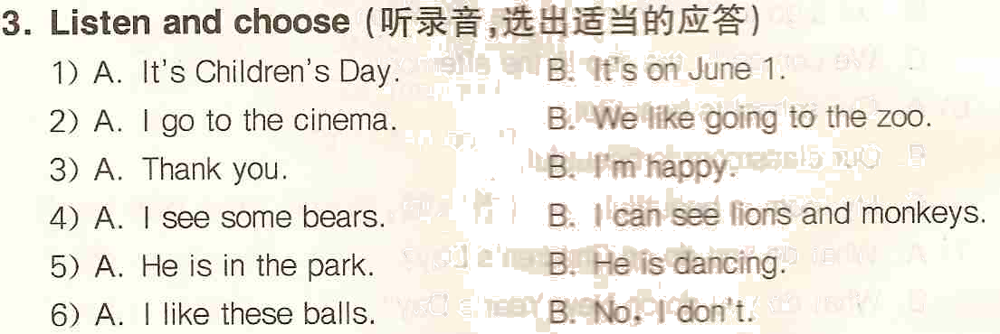 3. Listen and choose (听录音,选出适当的应答)
1) A. It's Children's Day. B. It's on June 1.
2) A. I go to the cinema. B. We like going to the zoo.
3) A. Thank you. B. I'm happy.
4) A. I see some bears. B. I can see lions and monkeys.
5) A. He is in the park. B. He is dancing.
6) A. I like these balls. B. No, I don't.